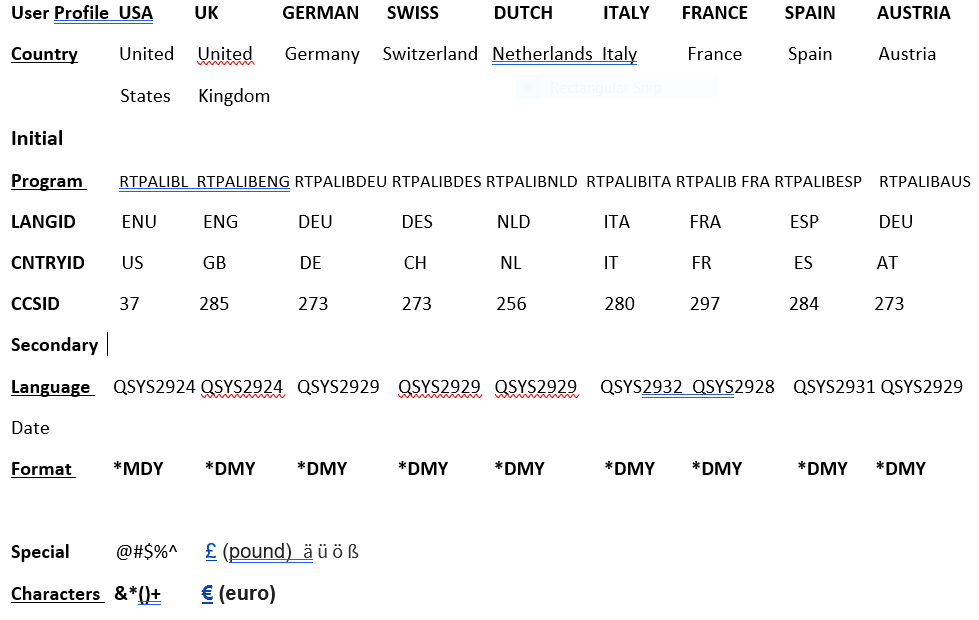 User Profile USA UK GERMAN SWISS DUTCH ITALY FRANCE SPAIN AUSTRIA
Country United United Germany Switzerland Netherlands Italy France Spain Austria
States Kingdom
Rectangular Snip
Initial
Program RTPALIBL RTPALIBENG RTPALIBDEU RTPALIBDES RTPALIBNLD RTPALIBITA RTPALIB FRA RTPALIBESP RTPALIBAUS
LANGID ENU ENG DEU DES NLD ITA FRA ESP DEU
CNTRYID US GB DE CH NL IT FR ES AT
CCSID 37 285 273 273 256 280 297 284 273
Secondary
Language QSYS2924 QSYS2924 QSYS2929 QSYS2929 QSYS2929 QSYS2932 QSYS2928 QSYS2931 QSYS2929
Date
Format *MDY *DMY *DMY *DMY *DMY *DMY *DMY *DMY *DMY
Special @#$%^ £ (pound) ä ü ö ß
Characters &*()+ € (euro)